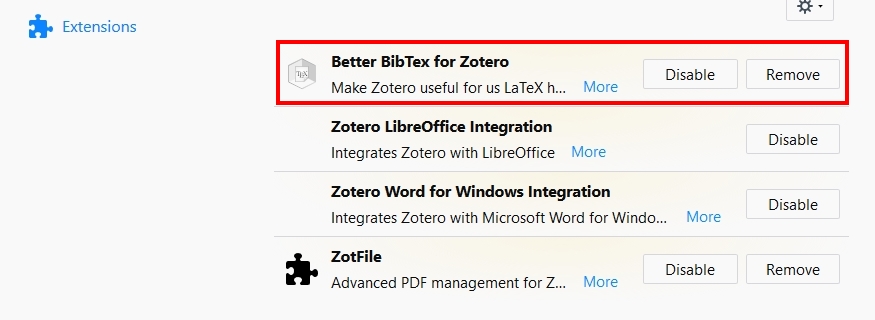 Extensions
Better BibTex for Zotero
Make Zotero useful for us LaTeX h... More
Disable
Remove
Zotero LibreOffice Integration
Integrates Zotero with LibreOffice More
Disable
Zotero Word for Windows Integration
Integrates Zotero with Microsoft Word for Windo... More
Disable
ZotFile
Advanced PDF management for Z... More
Disable
Remove